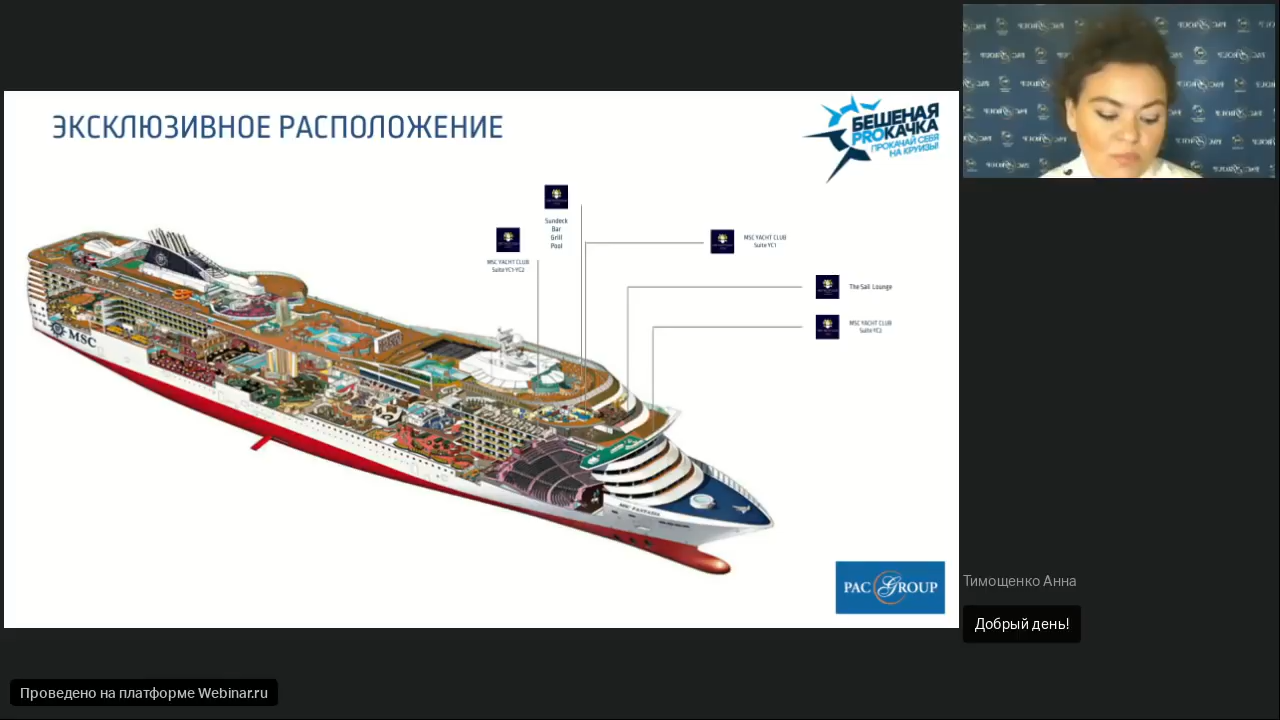 ЭКСКЛЮЗИВНОЕ РАСПОЛОЖЕНИЕ
БЕШЕНАЯ
PROКАЧКА
ПРОКАЧАЙ СЕБЯ
НА КРУИЗЫ!
Sundeck
Bar
Grill
Pool
MSC YACHT CLUB
Suite YC1-YC2
MSC YACHT CLUB
Suite YC1
The Sail Lounge
MSC YACHT CLUB
Suite YC2
MSC
MSC FANTASIA
PAC GROUP
Тимощенко Анна
Добрый день!
Проведено на платформе Webinar.ru